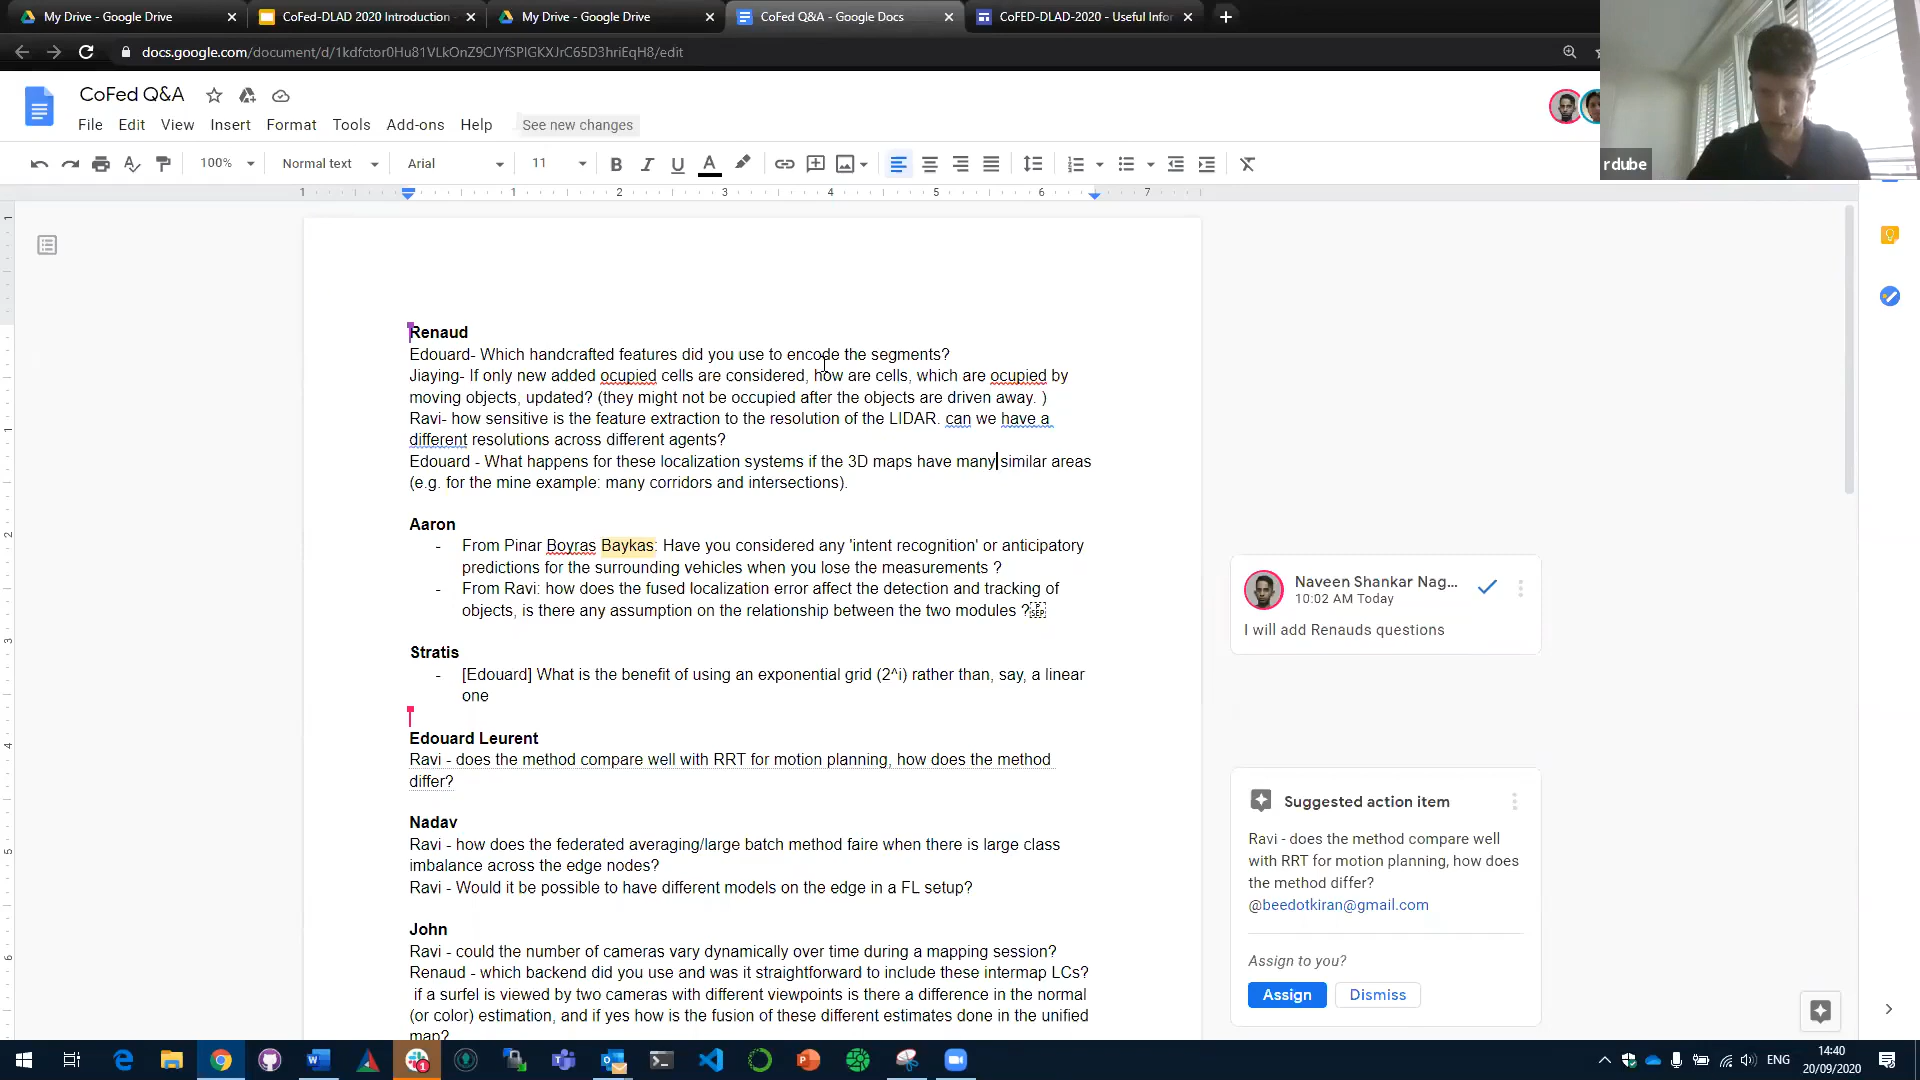 My Drive - Google Drive
CoFed-DLAD 2020 Introduction
My Drive - Google Drive
CoFed Q&A - Google Docs
CoFED-DLAD-2020 - Useful Infor
docs.google.com/document/d/1kdfctor0Hu81VLkOnZ9CJYfSPlGKXJrC65D3hriEqH8/edit
CoFed Q&A
File Edit View Insert Format Tools Add-ons Help See new changes
100% Normal text Arial 11 B I U A
rdube
1 1 2 3 4 5 6 7
Renaud
Edouard- Which handcrafted features did you use to encode the segments?
Jiaying- If only new added ocupied cells are considered, how are cells, which are ocupied by
moving objects, updated? (they might not be occupied after the objects are driven away. )
Ravi- how sensitive is the feature extraction to the resolution of the LIDAR. can we have a
different resolutions across different agents?
Edouard - What happens for these localization systems if the 3D maps have many similar areas
(e.g. for the mine example: many corridors and intersections).
Aaron
- From Pinar Boyras Baykas: Have you considered any 'intent recognition' or anticipatory
predictions for the surrounding vehicles when you lose the measurements ?
- From Ravi: how does the fused localization error affect the detection and tracking of
objects, is there any assumption on the relationship between the two modules ?
Stratis
- [Edouard] What is the benefit of using an exponential grid (2^i) rather than, say, a linear
one
Edouard Leurent
Ravi - does the method compare well with RRT for motion planning, how does the method
differ?
Nadav
Ravi - how does the federated averaging/large batch method faire when there is large class
imbalance across the edge nodes?
Ravi - Would it be possible to have different models on the edge in a FL setup?
John
Ravi - could the number of cameras vary dynamically over time during a mapping session?
Renaud - which backend did you use and was it straightforward to include these intermap LCs?
if a surfel is viewed by two cameras with different viewpoints is there a difference in the normal
(or color) estimation, and if yes how is the fusion of these different estimates done in the unified
map?
Naveen Shankar Nag...
10:02 AM Today
I will add Renauds questions
Suggested action item
Ravi - does the method compare well
with RRT for motion planning, how does
the method differ?
@beedotkiran@gmail.com
Assign to you?
Assign Dismiss
ENG
14:40
20/09/2020